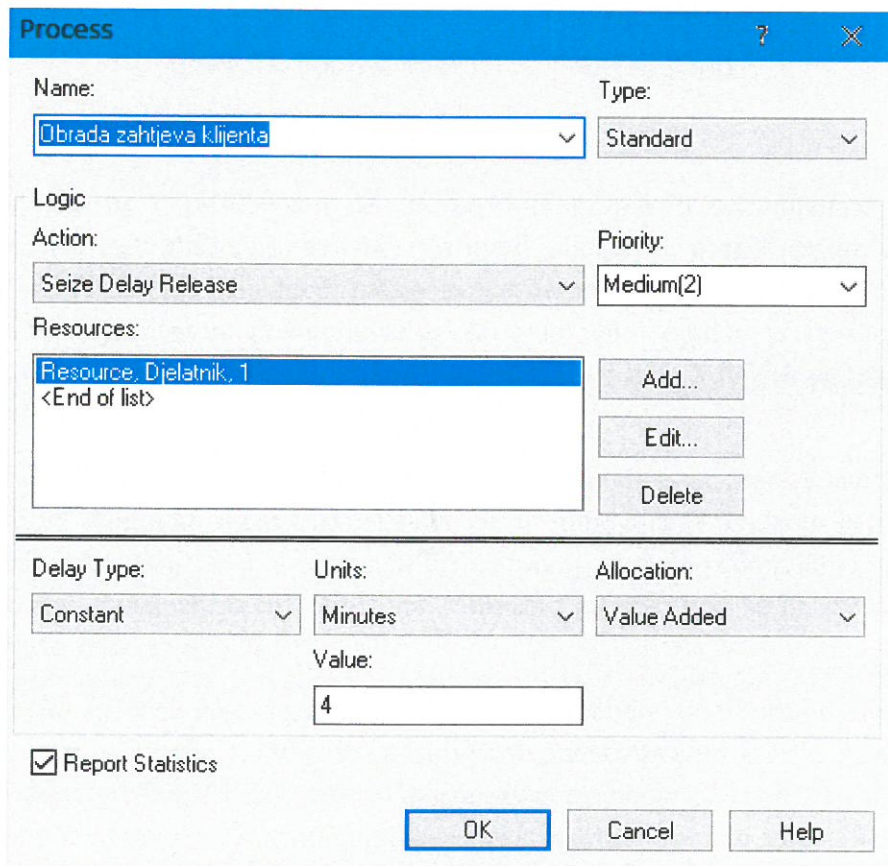 Process ?
Name: Type:
Obrada zahtjeva klijenta Standard
Logic
Action: Priority:
Seize Delay Release Medium(2)
Resources:
Resource, Djelatnik, 1
<End of list>
Add...
Edit...
Delete
Delay Type: Units: Allocation:
Constant Minutes Value Added
Value:
4
Report Statistics
OK Cancel Help